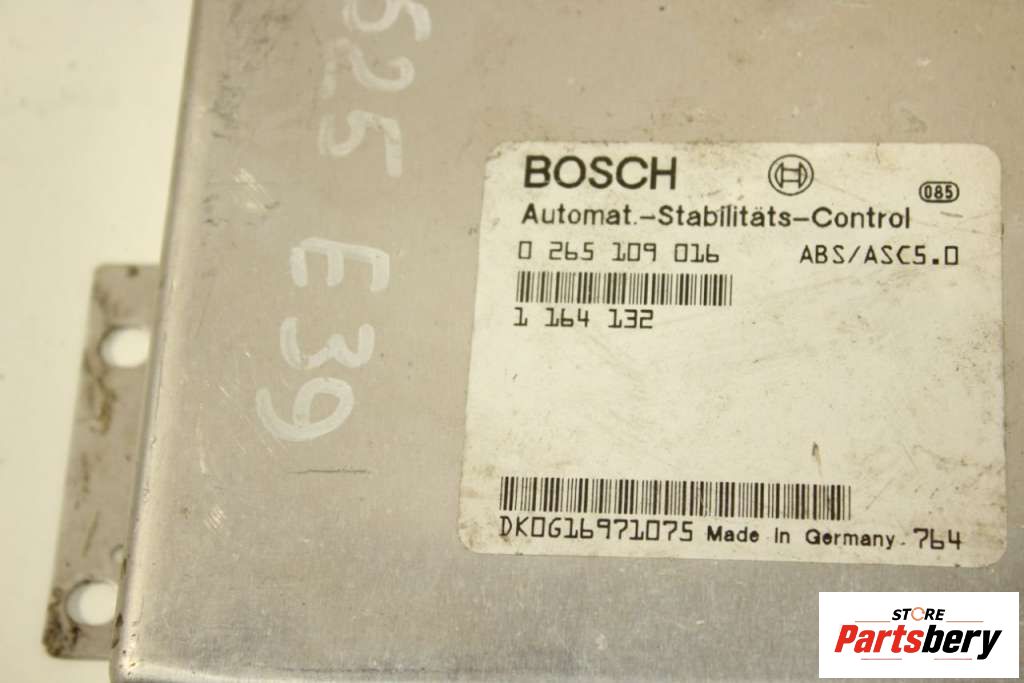 525 E39
BOSCH
085
Automat.-Stabilitäts-Control
0 265 109 016 ABS/ASC5.0
1 164 132
DK0G16971075 Made in Germany. 764
STORE
Partsbery